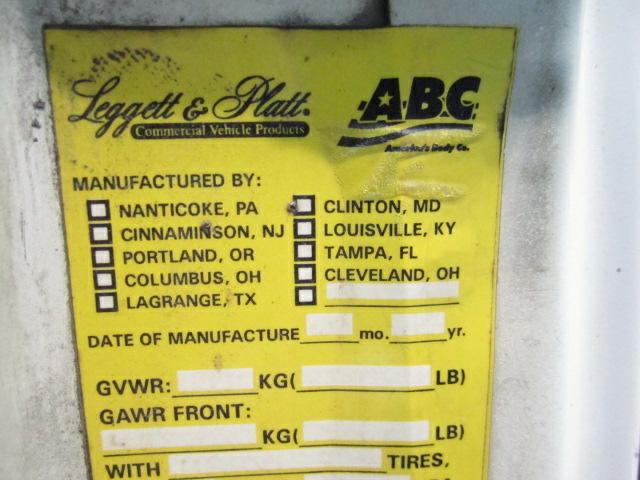 Leggett & Platt.
Commercial Vehicle Products
A·B·C
America's Body Co.
MANUFACTURED BY:
NANTICOKE, PA
CINNAMINSON, NJ
PORTLAND, OR
COLUMBUS, OH
LAGRANGE, TX
CLINTON, MD
LOUISVILLE, KY
TAMPA, FL
CLEVELAND, OH
DATE OF MANUFACTURE mo. yr.
GVWR: KG( LB)
GAWR FRONT:
KG( LB)
WITH TIRES,